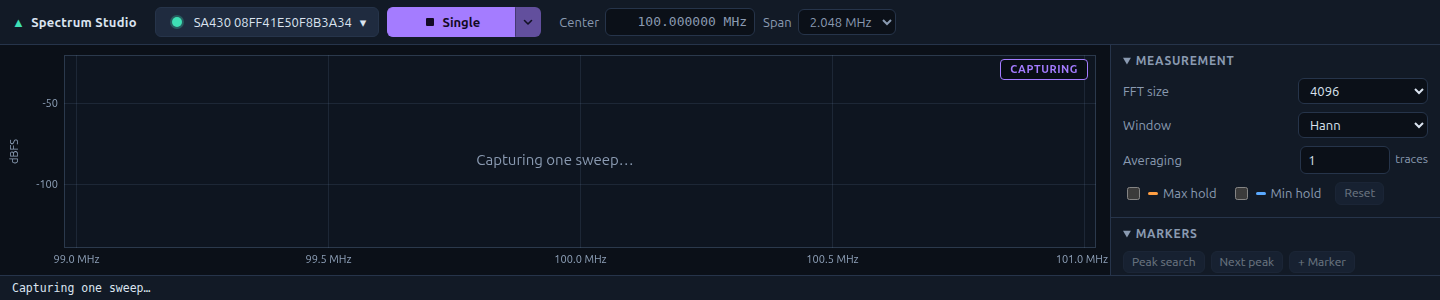 ▲ Spectrum Studio
SA430 08FF41E50F8B3A34 ▾
Single
Center 100.000000 MHz
Span 2.048 MHz
CAPTURING
-50
dBFS
Capturing one sweep…
-100
99.0 MHz 99.5 MHz 100.0 MHz 100.5 MHz 101.0 MHz
▼ MEASUREMENT
FFT size 4096
Window Hann
Averaging 1 traces
Max hold Min hold Reset
▼ MARKERS
Peak search Next peak + Marker
Capturing one sweep…